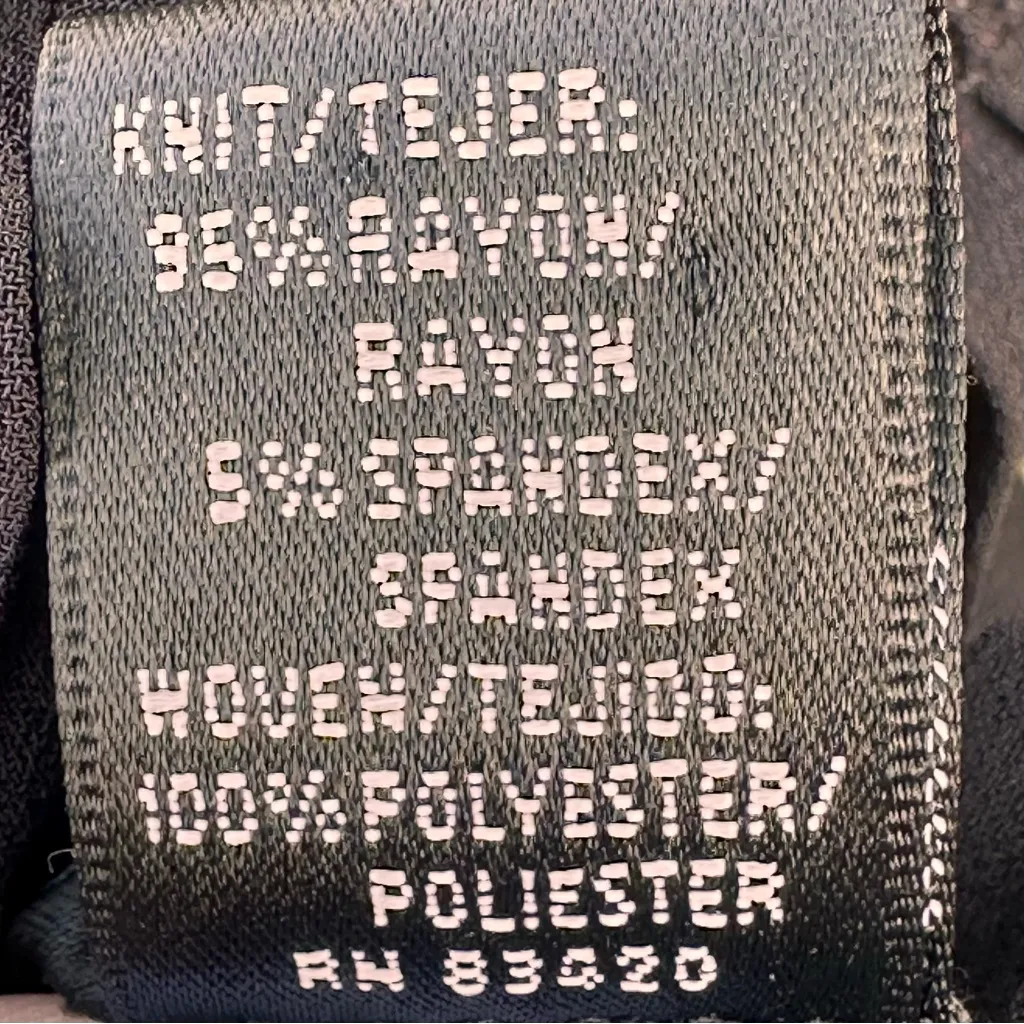 KNIT/TEJER:
95% RAYON/
RAYON
5% SPANDEX/
SPANDEX
WOVEN/TEJIDO:
100% POLYESTER/
POLIESTER
RN 83420